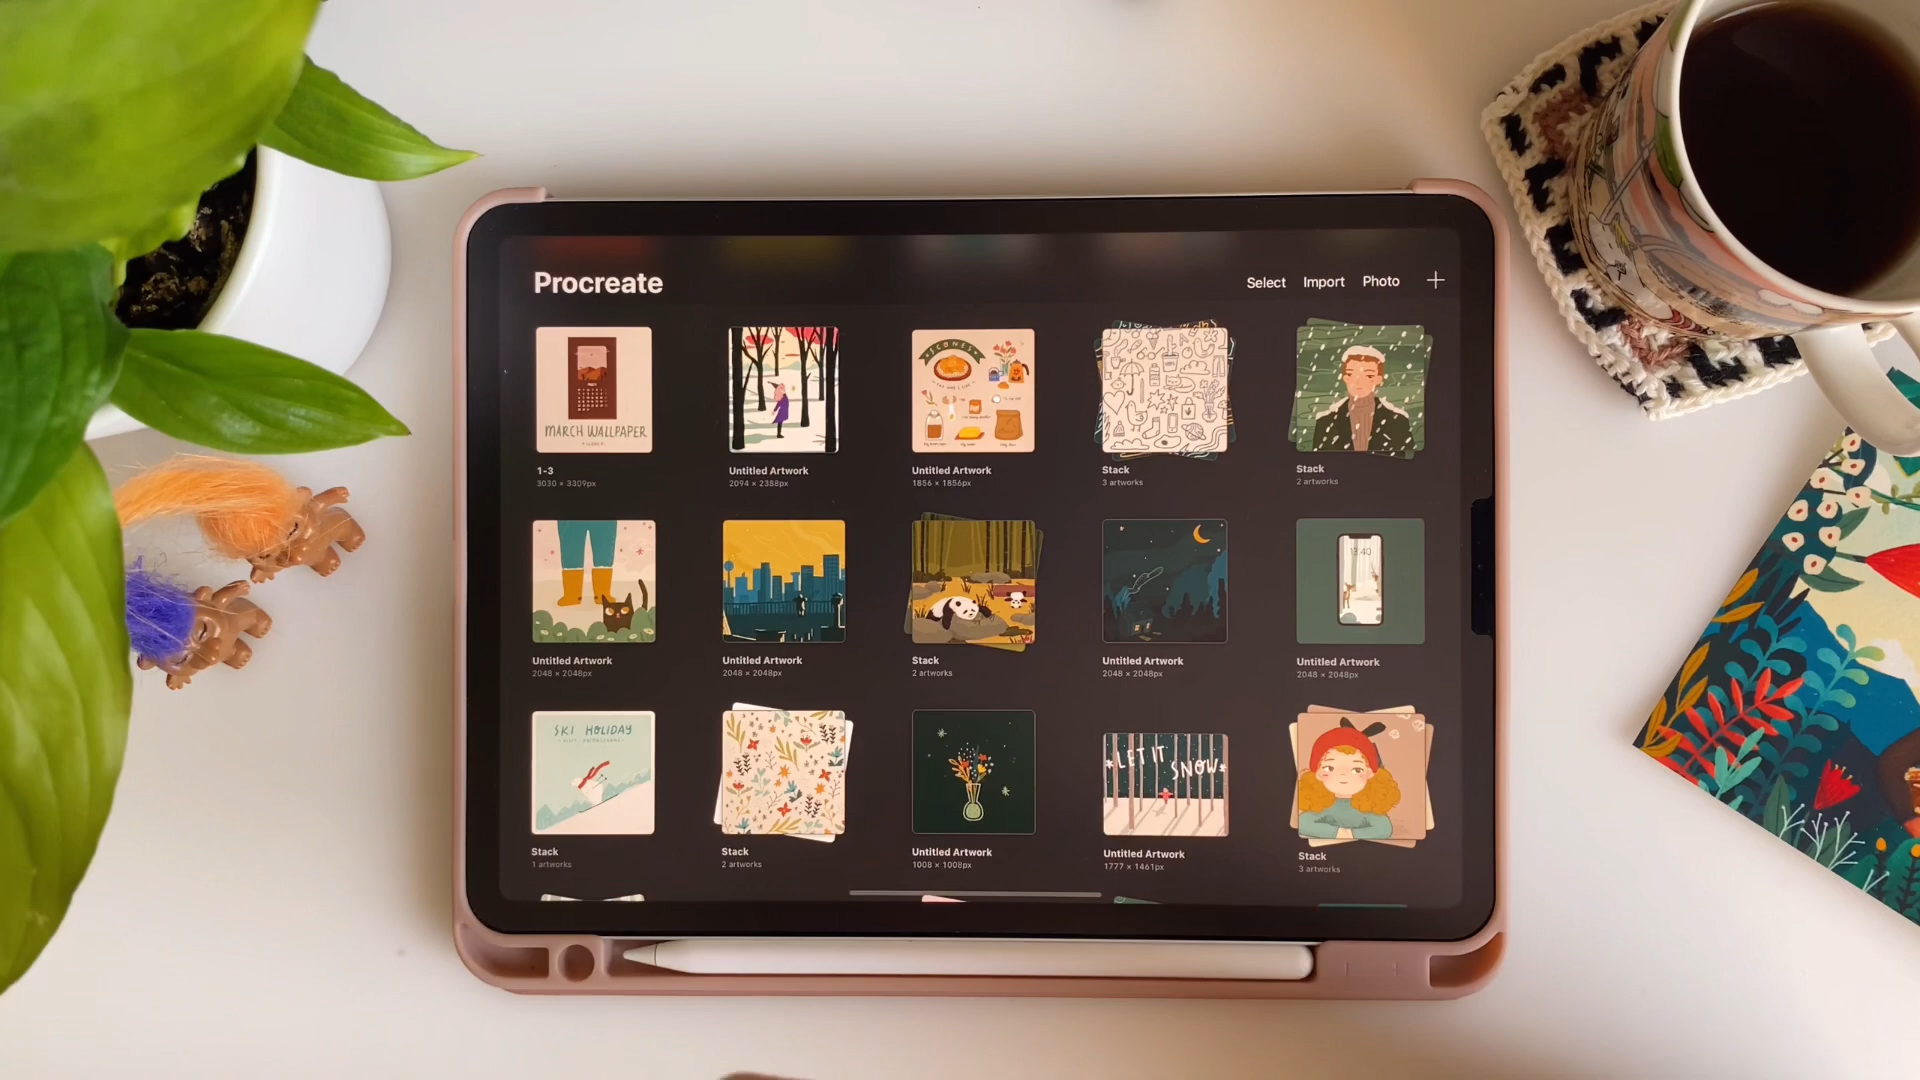 Procreate
Select Import Photo +
MARCH WALLPAPER
1-3
3030 × 3309px
Untitled Artwork
2094 × 2388px
SCONES
Untitled Artwork
1856 × 1856px
Stack
3 artworks
Stack
2 artworks
Untitled Artwork
2048 × 2048px
Untitled Artwork
2048 × 2048px
Stack
2 artworks
Untitled Artwork
2048 × 2048px
13:40
Untitled Artwork
2048 × 2048px
SKI HOLIDAY
Stack
1 artworks
Stack
2 artworks
Untitled Artwork
1008 × 1008px
LET IT SNOW
Untitled Artwork
1777 × 1461px
Stack
3 artworks